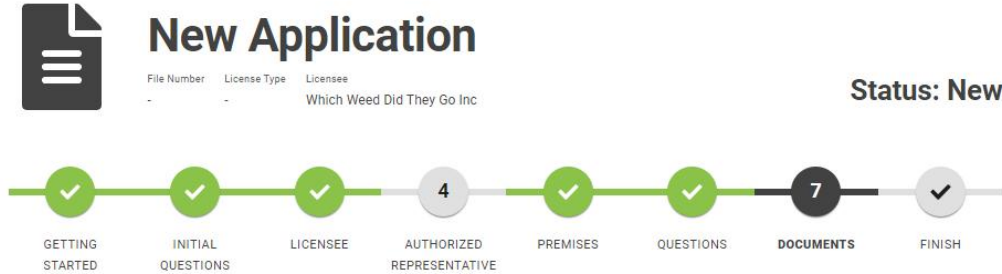 New Application
File Number License Type Licensee
- - Which Weed Did They Go Inc
Status: New
4 7
GETTING INITIAL LICENSEE AUTHORIZED PREMISES QUESTIONS DOCUMENTS FINISH
STARTED QUESTIONS REPRESENTATIVE